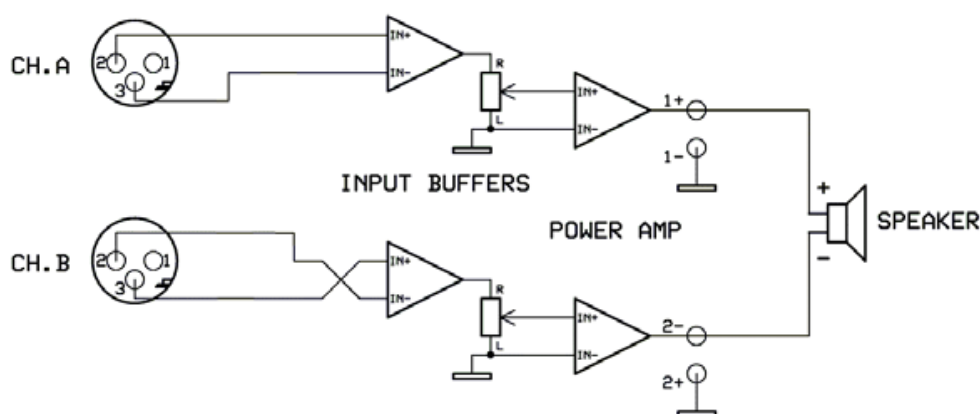 CH.A
2
1
3
IN+
IN-
R
L
IN+
IN-
1+
1-
INPUT BUFFERS
POWER AMP
+
-
SPEAKER
CH.B
2
1
3
IN+
IN-
R
L
IN+
IN-
2-
2+